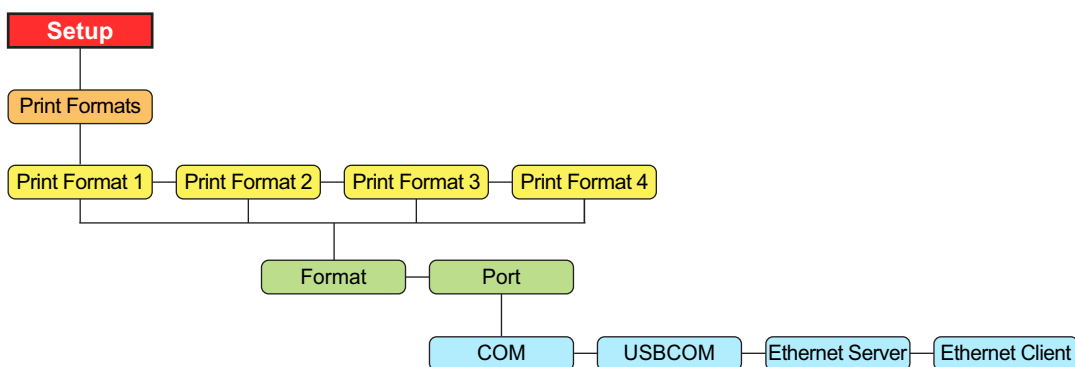 Setup
Print Formats
Print Format 1
Print Format 2
Print Format 3
Print Format 4
Format
Port
COM
USBCOM
Ethernet Server
Ethernet Client